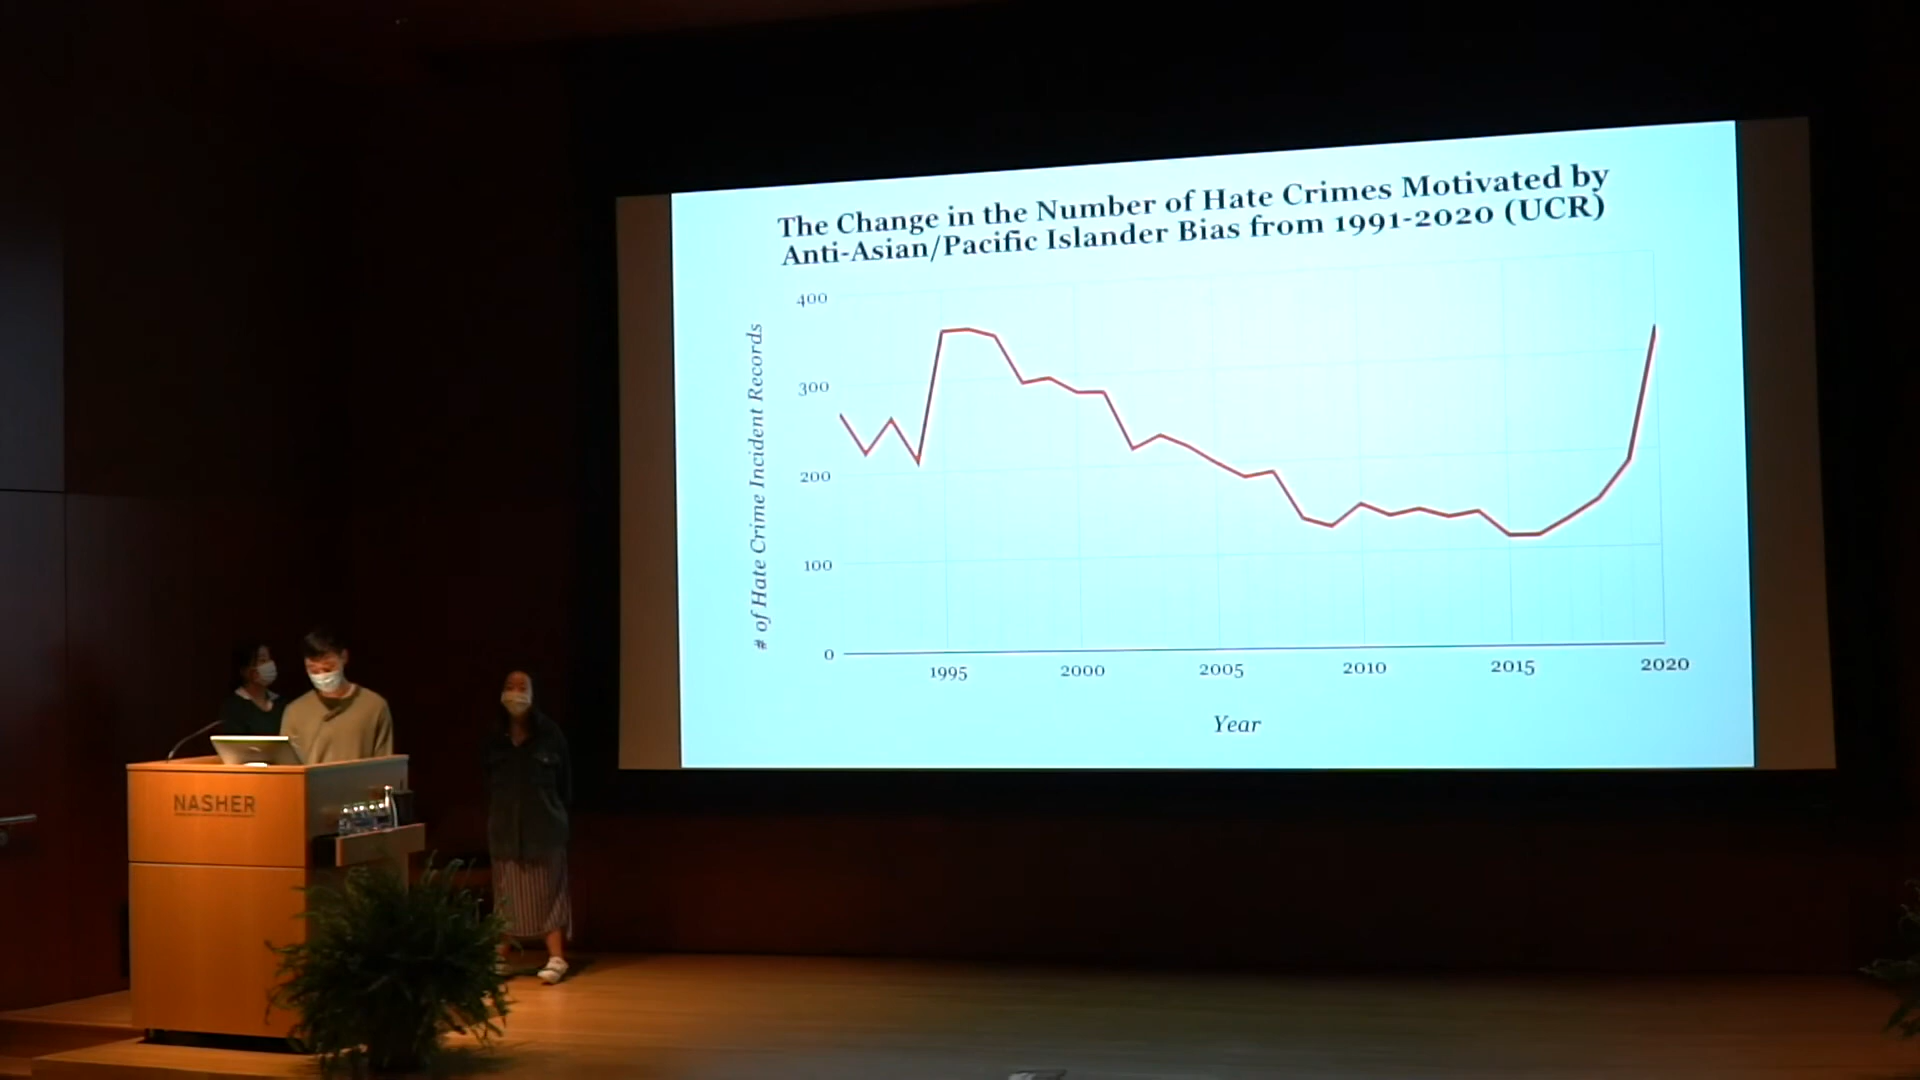 The Change in the Number of Hate Crimes Motivated by
Anti-Asian/Pacific Islander Bias from 1991-2020 (UCR)
# of Hate Crime Incident Records
400
300
200
100
0
1995 2000 2005 2010 2015 2020
Year
NASHER